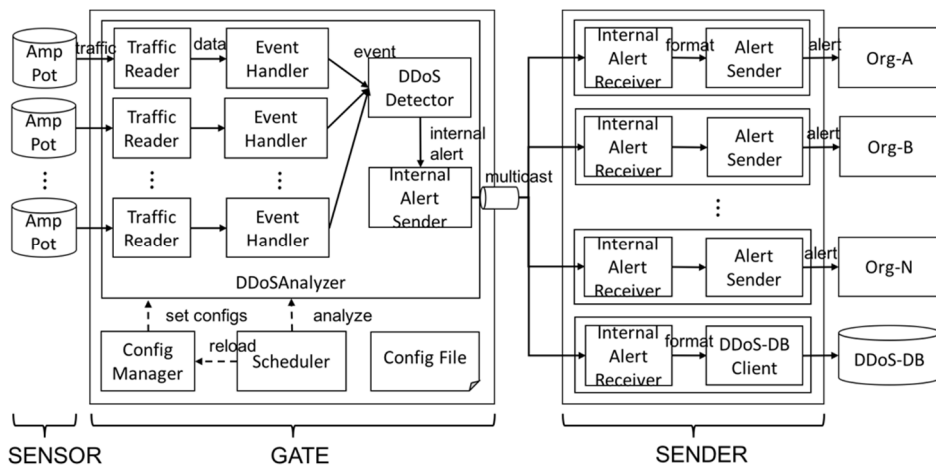 Amp
Pot
traffic
Traffic
Reader
data
Event
Handler
event
Amp
Pot
Traffic
Reader
Event
Handler
Amp
Pot
Traffic
Reader
Event
Handler
DDoS
Detector
internal
alert
Internal
Alert
Sender
multicast
DDoSAnalyzer
set configs
analyze
Config
Manager
reload
Scheduler
Config File
Internal
Alert
Receiver
format
Alert
Sender
alert
Org-A
Internal
Alert
Receiver
Alert
Sender
alert
Org-B
Internal
Alert
Receiver
Alert
Sender
alert
Org-N
Internal
Alert
Receiver
format
DDoS-DB
Client
DDoS-DB
SENSOR
GATE
SENDER